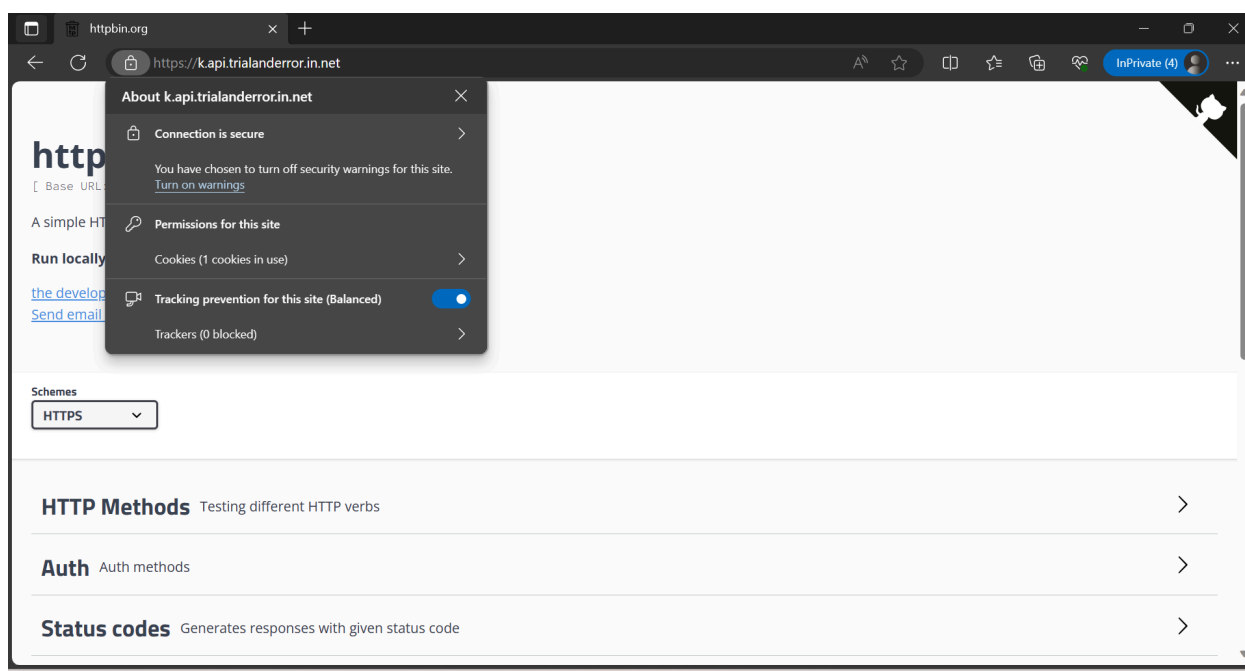 httpbin.org
https://k.api.trialanderror.in.net
InPrivate (4)
About k.api.trialanderror.in.net
Connection is secure
You have chosen to turn off security warnings for this site.
Turn on warnings
Permissions for this site
Cookies (1 cookies in use)
Tracking prevention for this site (Balanced)
Trackers (0 blocked)
http
[ Base URL:
A simple HT
Run locally
the develop
Send email
Schemes
HTTPS
HTTP Methods Testing different HTTP verbs
Auth Auth methods
Status codes Generates responses with given status code